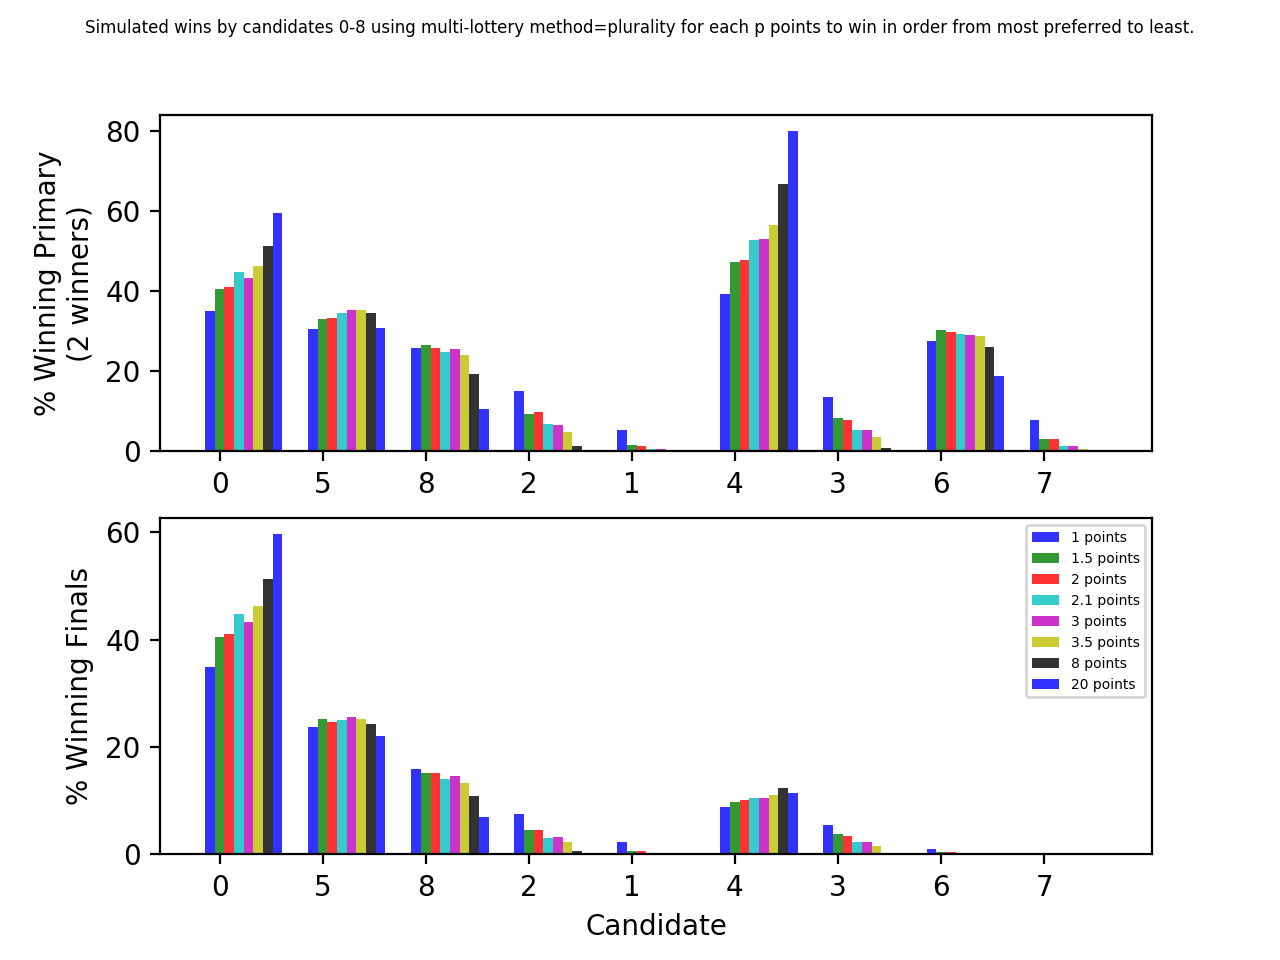 Simulated wins by candidates 0-8 using multi-lottery method=plurality for each p points to win in order from most preferred to least.
% Winning Primary
(2 winners)
80
60
40
20
0
0 5 8 2 1 4 3 6 7
% Winning Finals
60
40
20
0
1 points
1.5 points
2 points
2.1 points
3 points
3.5 points
8 points
20 points
0 5 8 2 1 4 3 6 7
Candidate